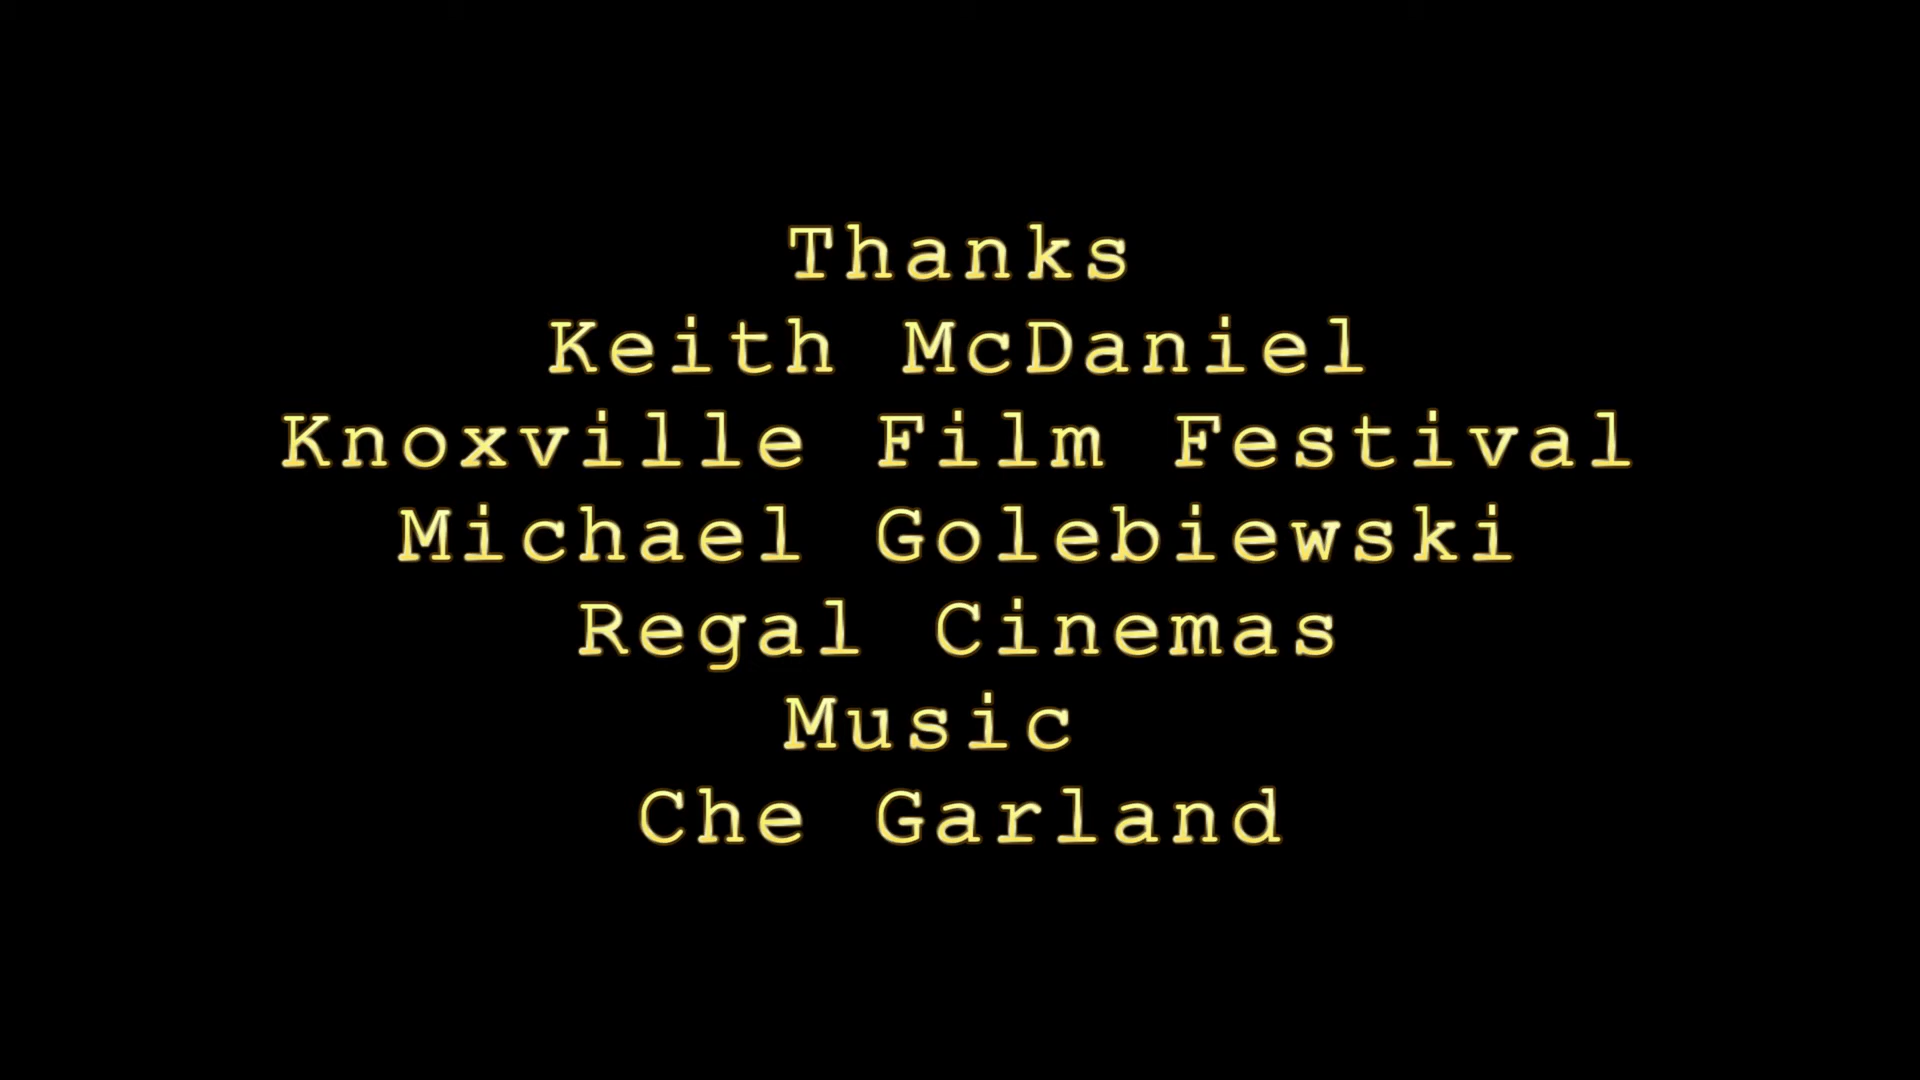 Thanks
Keith McDaniel
Knoxville Film Festival
Michael Golebiewski
Regal Cinemas
Music
Che Garland